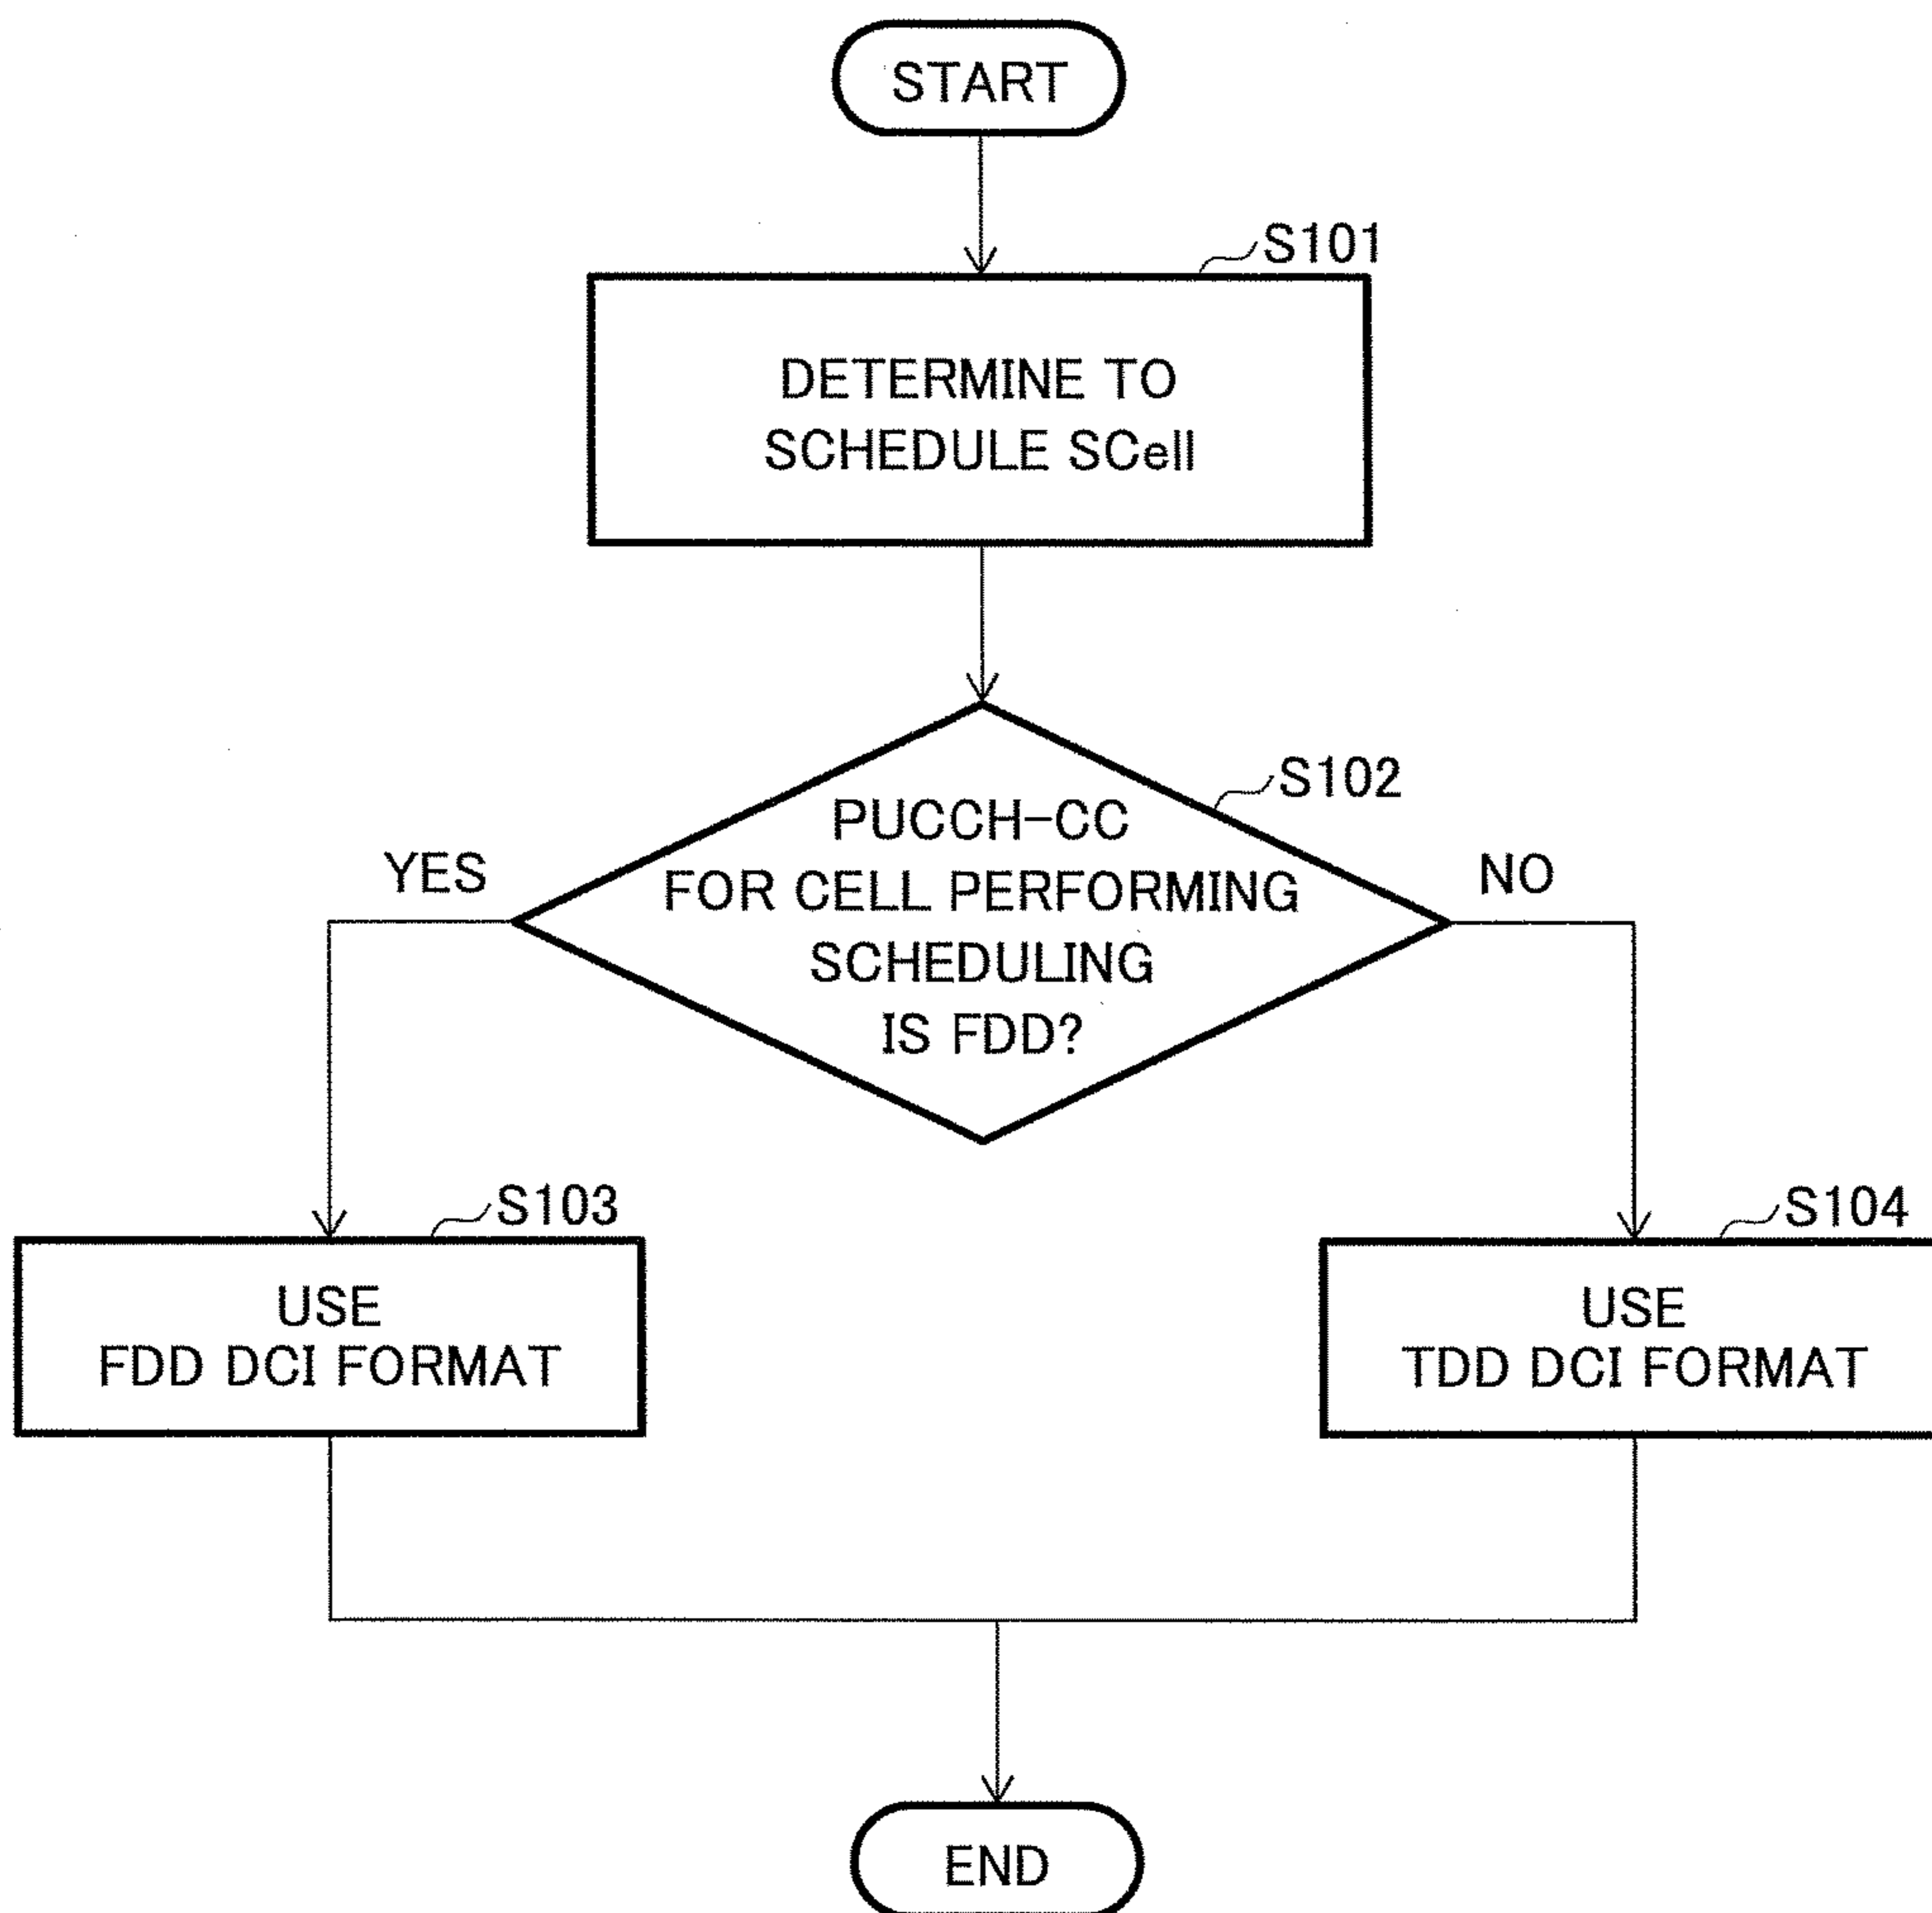 START
S101
DETERMINE TO
SCHEDULE SCell
S102
PUCCH-CC
FOR CELL PERFORMING
SCHEDULING
IS FDD?
YES
NO
S103
USE
FDD DCI FORMAT
S104
USE
TDD DCI FORMAT
END